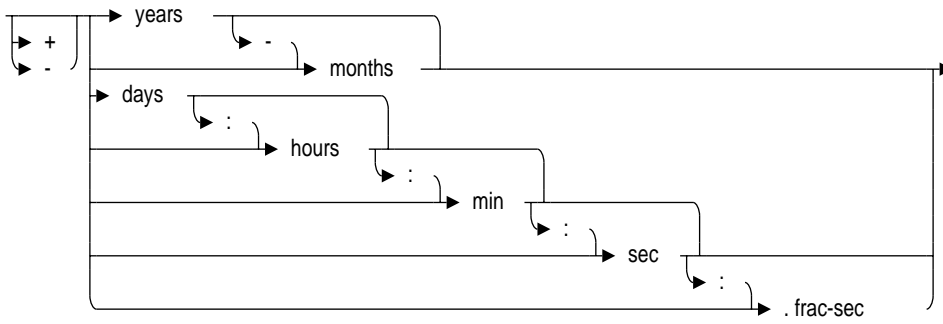 years
+
-
-
months
days
:
hours
:
min
:
sec
:
. frac-sec